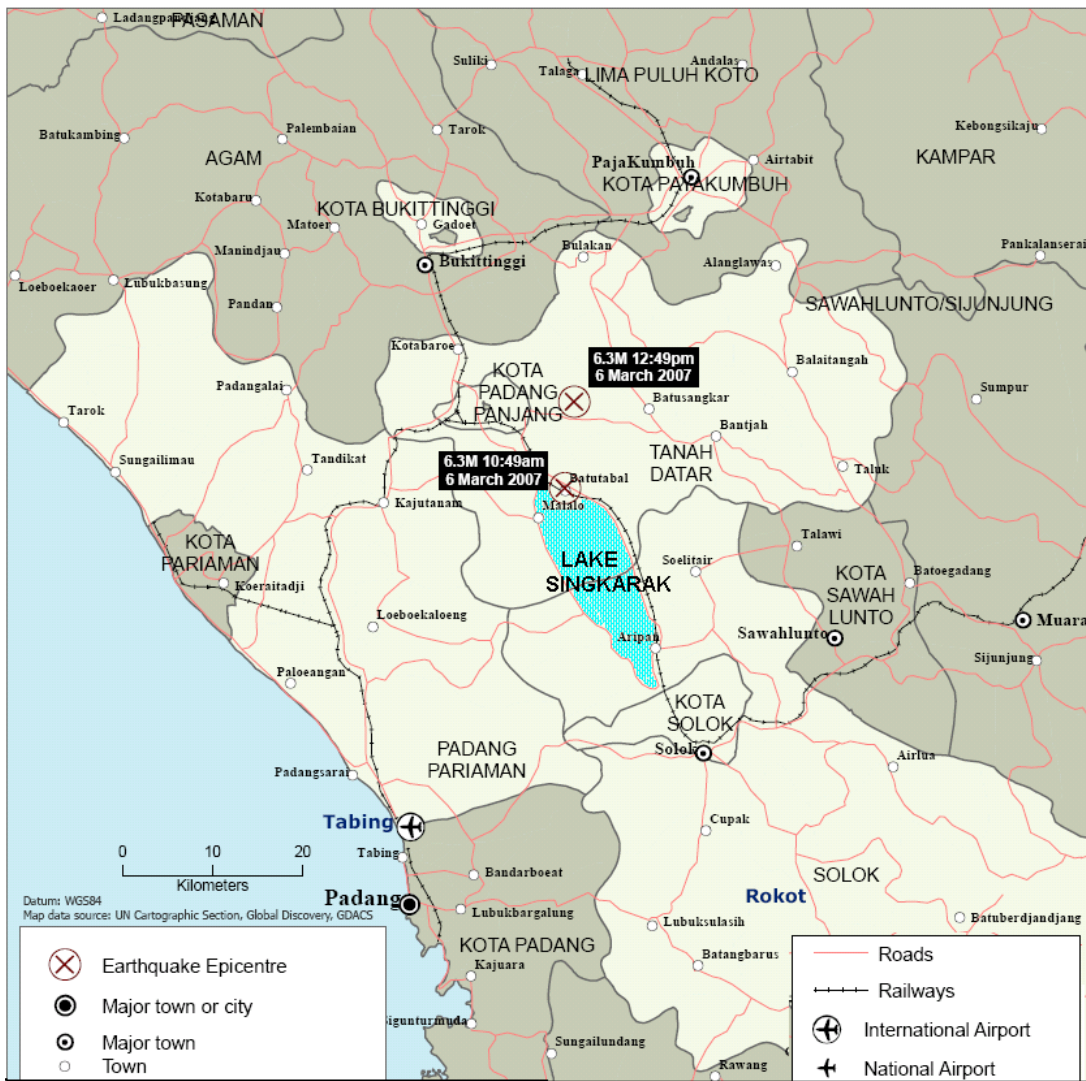 PASAMAN
Ladangpandjang
Suliki
Talaga
Andalas
LIMA PULUH KOTO
Batukambing
Palembaian
Tarok
Kebongsikaju
AGAM
PajaKumbuh
Airtabit
KAMPAR
KOTA PAYAKUMBUH
Kotabaru
KOTA BUKITTINGGI
Matoer
Gadoet
Manindjau
Bulakan
Pankalanserai
Bukittinggi
Alanglawas
Loeboekaoer
Lubukbasung
Pandan
SAWAHLUNTO/SIJUNJUNG
Kotabaroe
6.3M 12:49pm
6 March 2007
Balaitangah
KOTA
PADANG
PANJANG
Padangalai
Sumpur
Tarok
Batusangkar
Bantjah
TANAH
DATAR
Sungailimau
Tandikat
6.3M 10:49am
6 March 2007
Batutabal
Taluk
Kajutanam
Malalo
KOTA
PARIAMAN
Talawi
LAKE
SINGKARAK
Soelitair
KOTA
SAWAH
LUNTO
Batoegadang
Koeraitadji
Loeboekaloeng
Aripan
Sawahlunto
Muara
Sijunjung
Paloeangan
KOTA
SOLOK
PADANG
PARIAMAN
Solok
Padangsarai
Airlua
Tabing
Cupak
Tabing
0 10 20
Kilometers
Bandarboeat
SOLOK
Datum: WGS84
Map data source: UN Cartographic Section, Global Discovery, GDACS
Padang
Rokot
Lubukbargalung
Lubuksulasih
Batuberdjandjang
KOTA PADANG
Batangbarus
Kajuara
Sigunturmuda
Sungailundang
Rawang
Earthquake Epicentre
Major town or city
Major town
Town
Roads
Railways
International Airport
National Airport